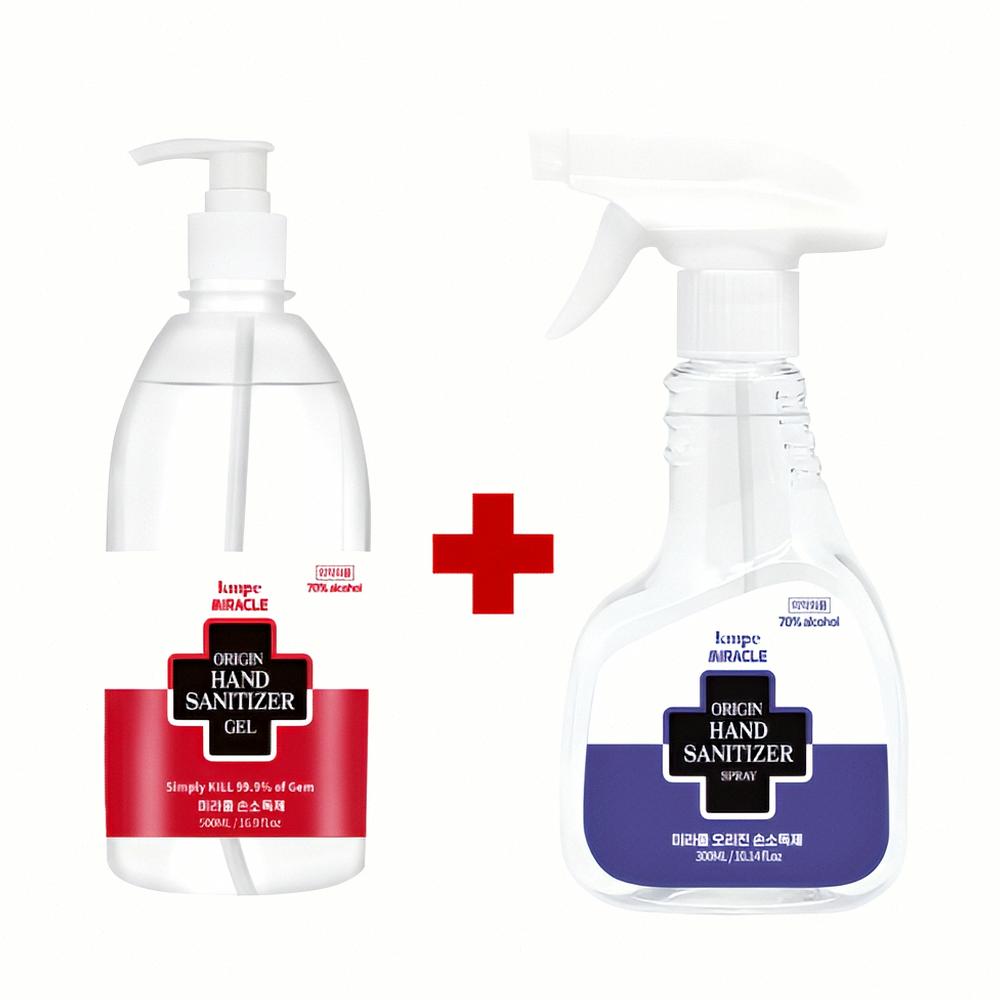 70% alcohol
MIRACLE
ORIGIN
HAND
SANITIZER
GEL
Simply KILL 99.9% of Gem
미라클 손소독제
500ML / 16.9 fl.oz
70% alcohol
MIRACLE
ORIGIN
HAND
SANITIZER
SPRAY
미라클 오리진 손소독제
300ML / 10.14 fl.oz